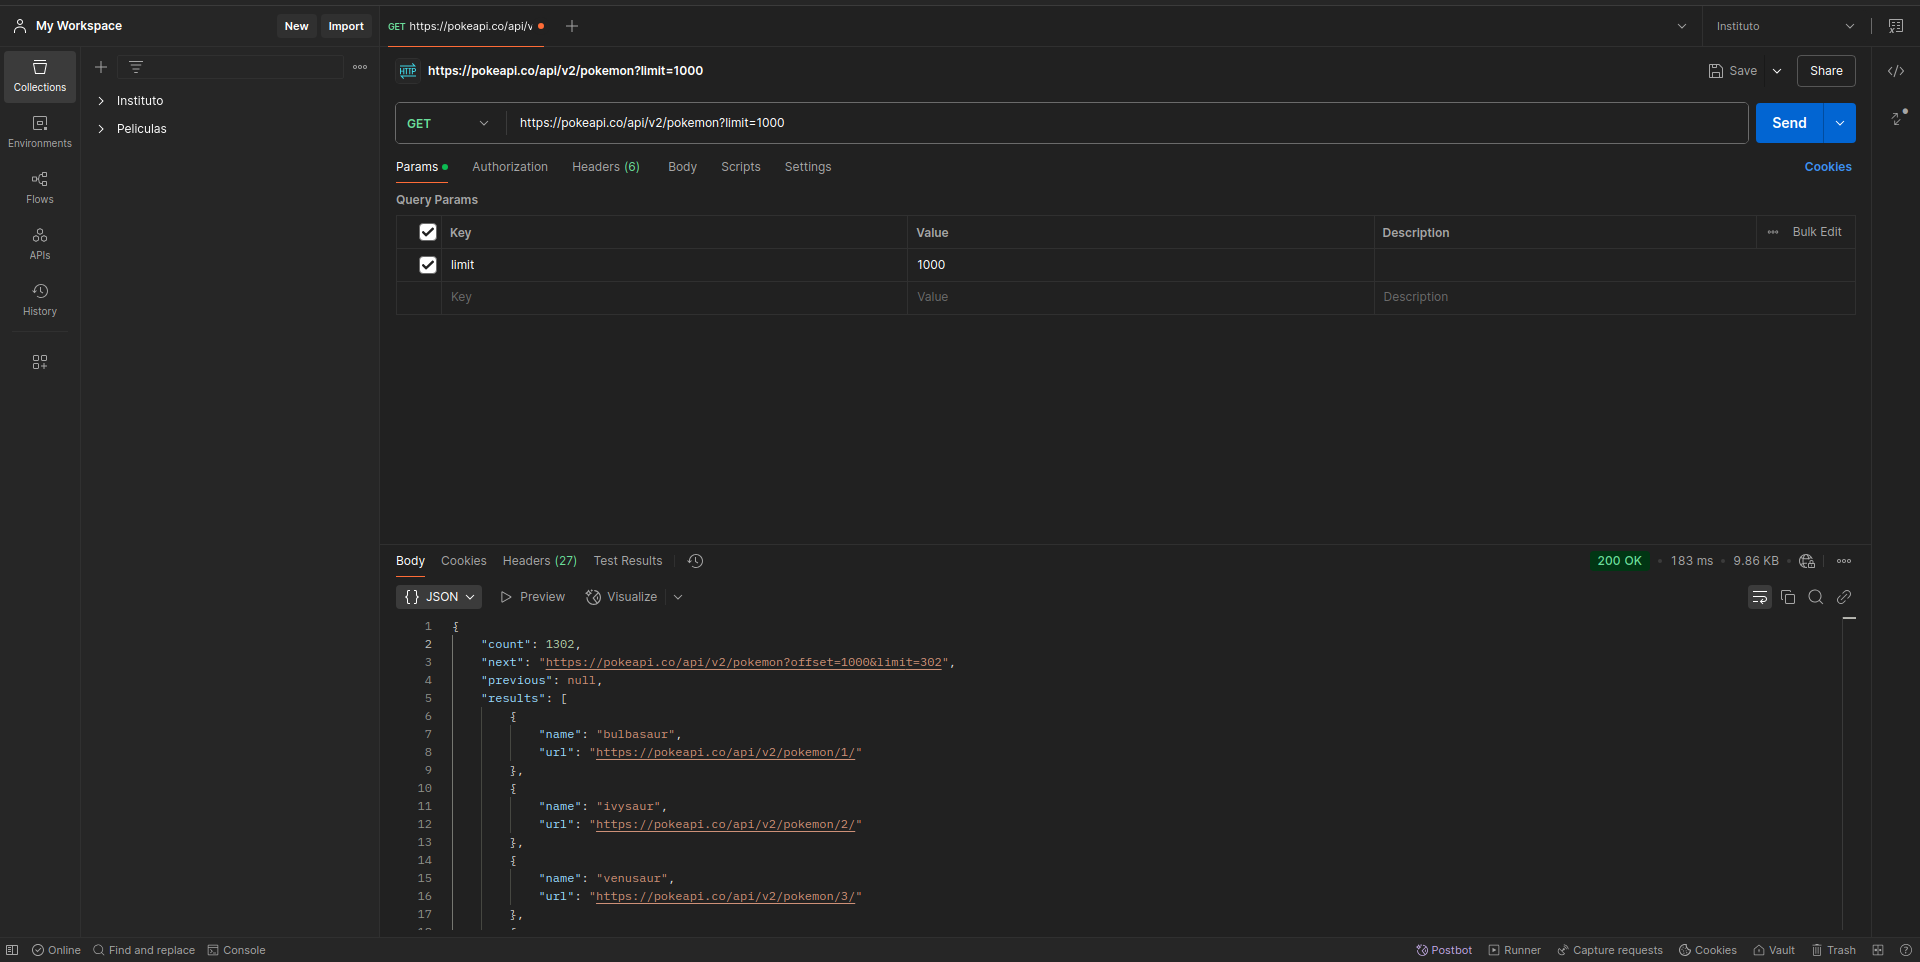 My Workspace
New
Import
GET https://pokeapi.co/api/v
Instituto
Collections
Environments
Flows
APIs
History
Instituto
Peliculas
HTTP
https://pokeapi.co/api/v2/pokemon?limit=1000
Save
Share
GET
https://pokeapi.co/api/v2/pokemon?limit=1000
Send
Params
Authorization
Headers (6)
Body
Scripts
Settings
Cookies
Query Params
Key
Value
Description
Bulk Edit
limit
1000
Key
Value
Description
Body
Cookies
Headers (27)
Test Results
200 OK
183 ms
9.86 KB
{} JSON
Preview
Visualize
1 {
2 "count": 1302,
3 "next": "https://pokeapi.co/api/v2/pokemon?offset=1000&limit=302",
4 "previous": null,
5 "results": [
6 {
7 "name": "bulbasaur",
8 "url": "https://pokeapi.co/api/v2/pokemon/1/"
9 },
10 {
11 "name": "ivysaur",
12 "url": "https://pokeapi.co/api/v2/pokemon/2/"
13 },
14 {
15 "name": "venusaur",
16 "url": "https://pokeapi.co/api/v2/pokemon/3/"
17 },
Online
Find and replace
Console
Postbot
Runner
Capture requests
Cookies
Vault
Trash